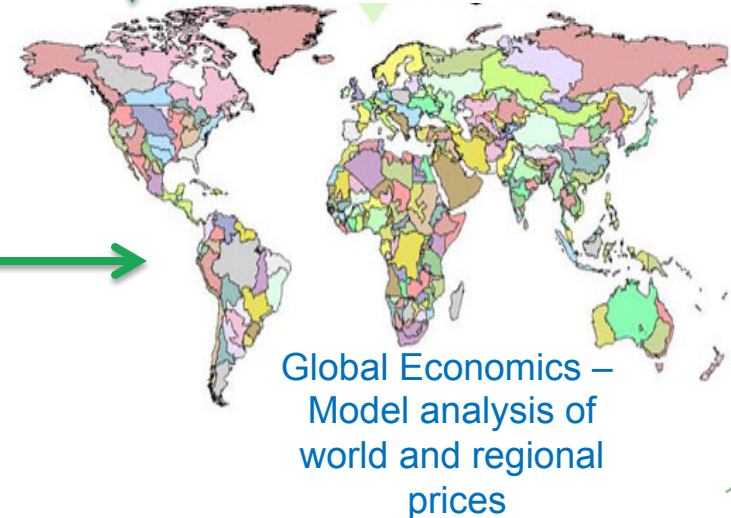 Global Economics –
Model analysis of
world and regional
prices